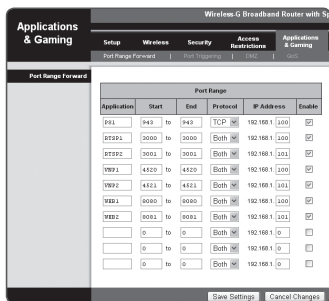 Wireless-G Broadband Router with Sp
Applications & Gaming
Setup Wireless Security Access Restrictions Applications & Gaming
Port Range Forward | Port Triggering | DMZ | QoS
Port Range Forward
Port Range
Application Start End Protocol IP Address Enable
PS1 943 to 943 TCP 192.168.1. 100
RTSP1 3000 to 3000 Both 192.168.1. 100
RTSP2 3001 to 3001 Both 192.168.1. 101
VNP1 4520 to 4520 Both 192.168.1. 100
VNP2 4521 to 4521 Both 192.168.1. 101
WEB1 8080 to 8080 Both 192.168.1. 100
WEB2 8081 to 8081 Both 192.168.1. 101
0 to 0 Both 192.168.1. 0
0 to 0 Both 192.168.1. 0
0 to 0 Both 192.168.1. 0
Save Settings Cancel Changes